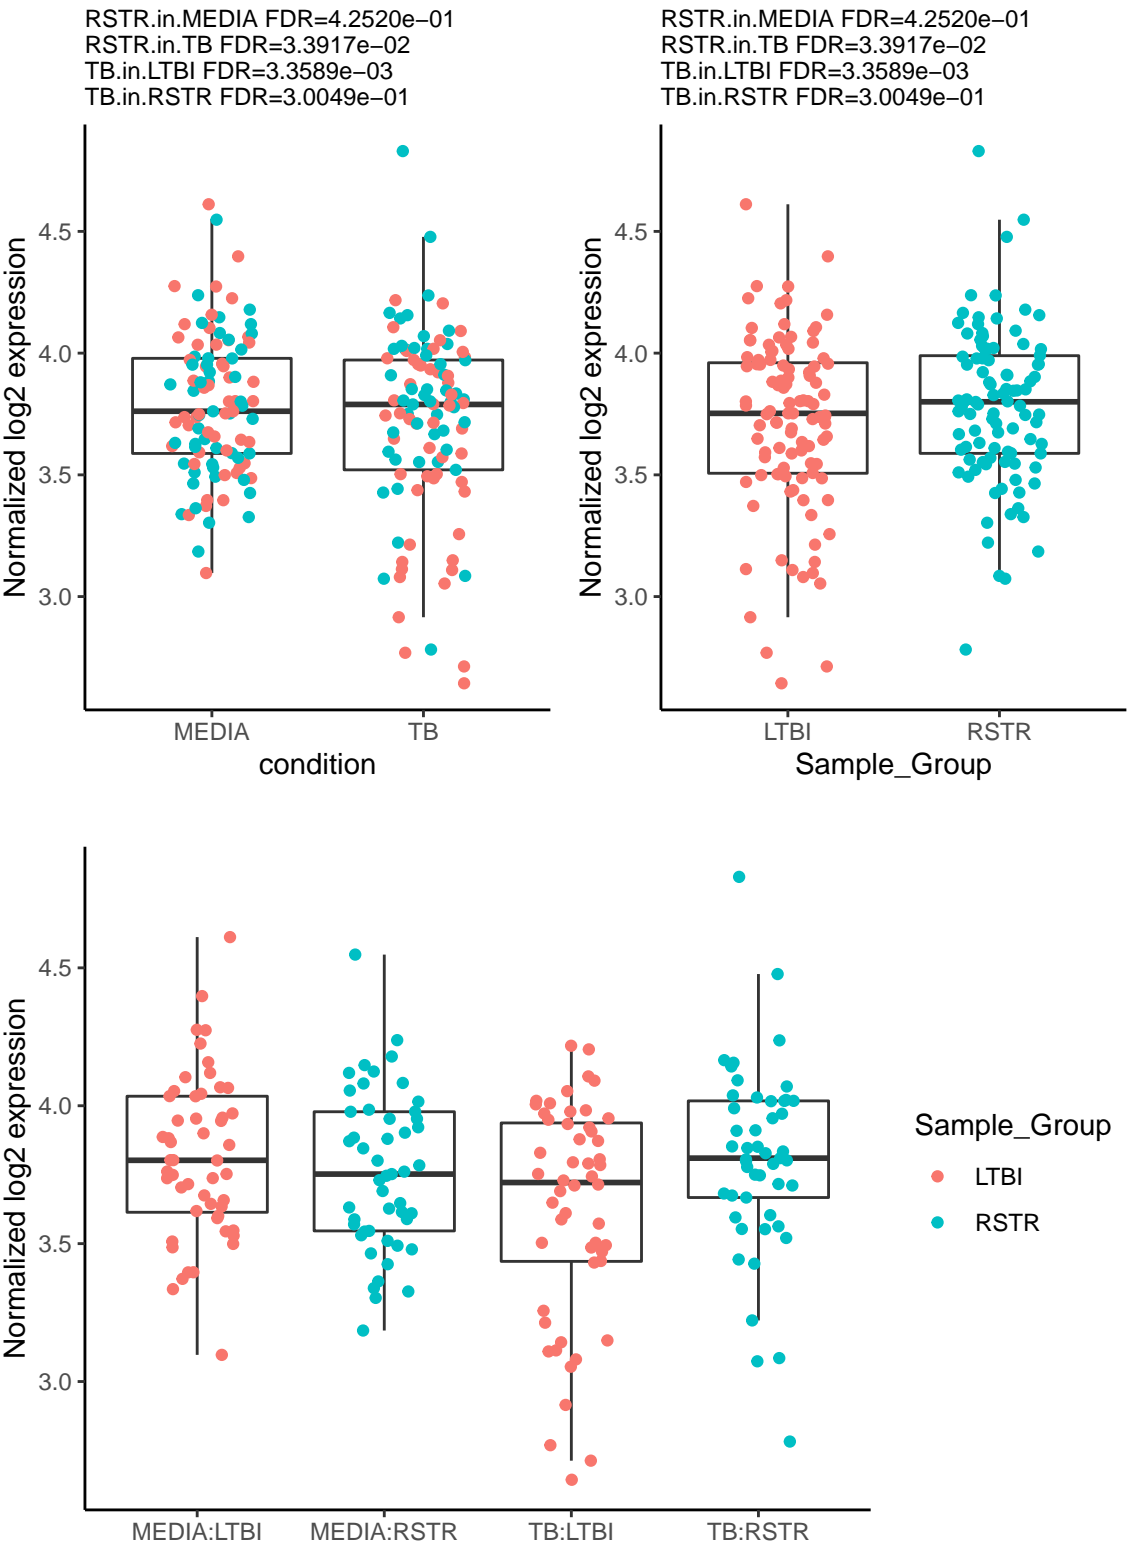 RSTR.in.MEDIA FDR=4.2520e−01
RSTR.in.TB FDR=3.3917e−02
TB.in.LTBI FDR=3.3589e−03
TB.in.RSTR FDR=3.0049e−01
Normalized log2 expression
4.5
4.0
3.5
3.0
MEDIA
TB
condition
RSTR.in.MEDIA FDR=4.2520e−01
RSTR.in.TB FDR=3.3917e−02
TB.in.LTBI FDR=3.3589e−03
TB.in.RSTR FDR=3.0049e−01
Normalized log2 expression
4.5
4.0
3.5
3.0
LTBI
RSTR
Sample_Group
Normalized log2 expression
4.5
4.0
3.5
3.0
MEDIA:LTBI
MEDIA:RSTR
TB:LTBI
TB:RSTR
Sample_Group
LTBI
RSTR